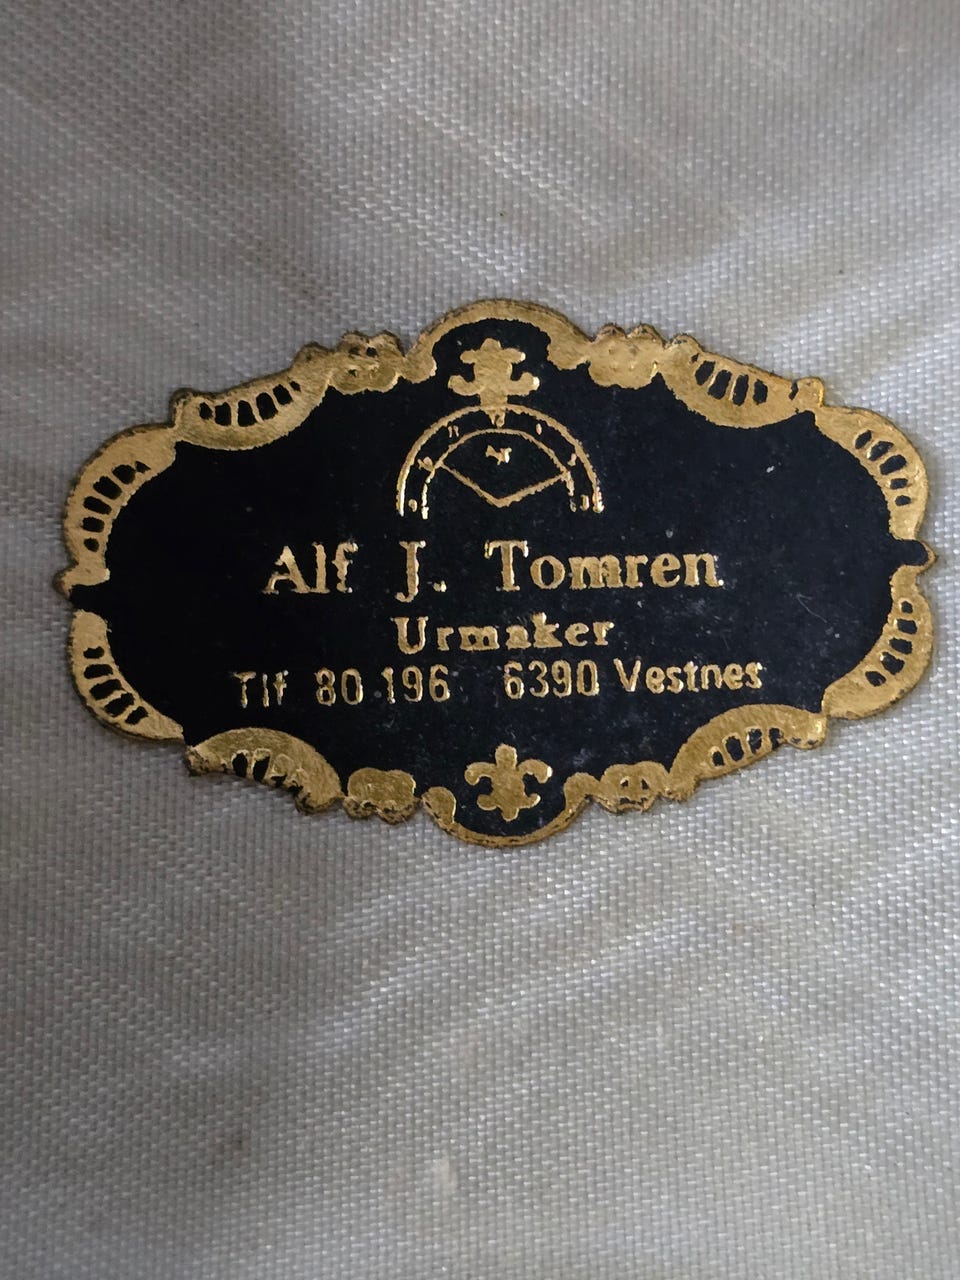 Alf J. Tomren
Urmaker
Tlf 80 196 6390 Vestnes